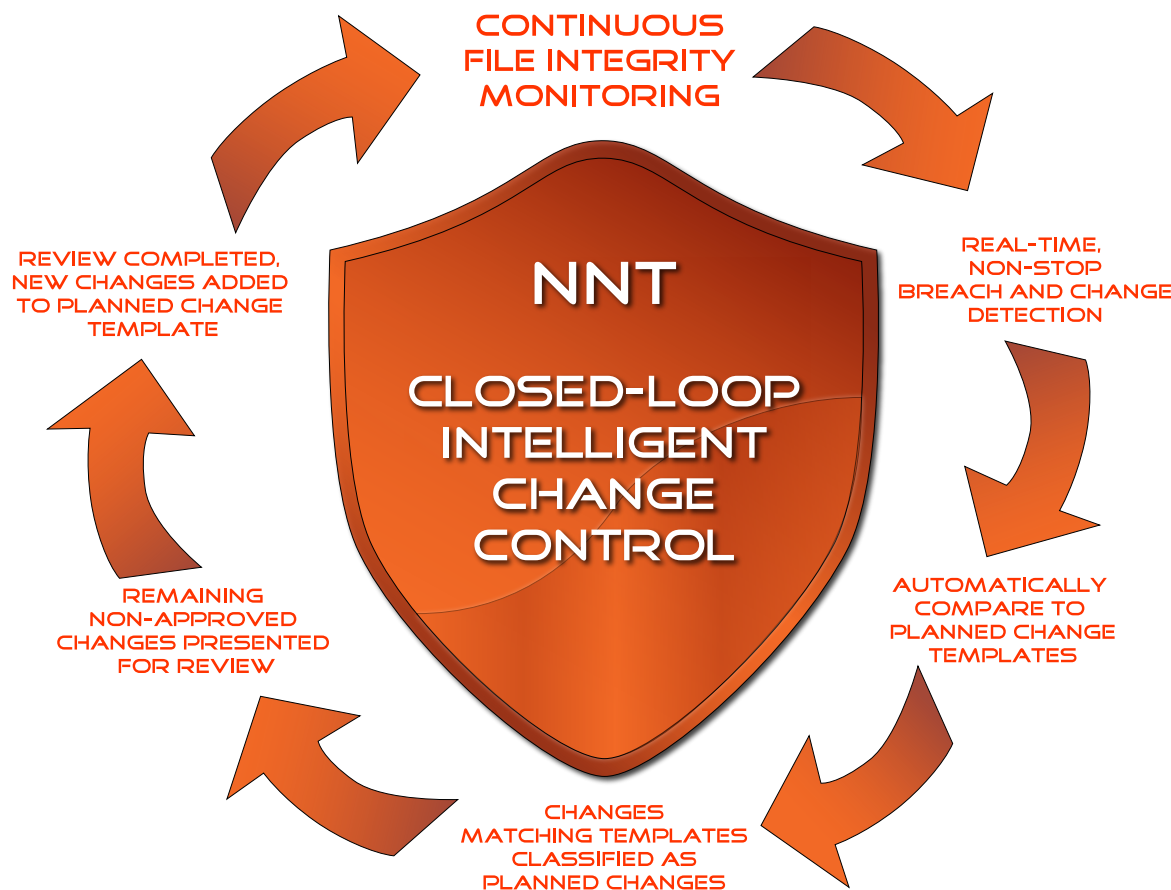 CONTINUOUS
FILE INTEGRITY
MONITORING
REAL-TIME,
NON-STOP
BREACH AND CHANGE
DETECTION
AUTOMATICALLY
COMPARE TO
PLANNED CHANGE
TEMPLATES
CHANGES
MATCHING TEMPLATES
CLASSIFIED AS
PLANNED CHANGES
REMAINING
NON-APPROVED
CHANGES PRESENTED
FOR REVIEW
REVIEW COMPLETED,
NEW CHANGES ADDED
TO PLANNED CHANGE
TEMPLATE
NNT
CLOSED-LOOP
INTELLIGENT
CHANGE
CONTROL